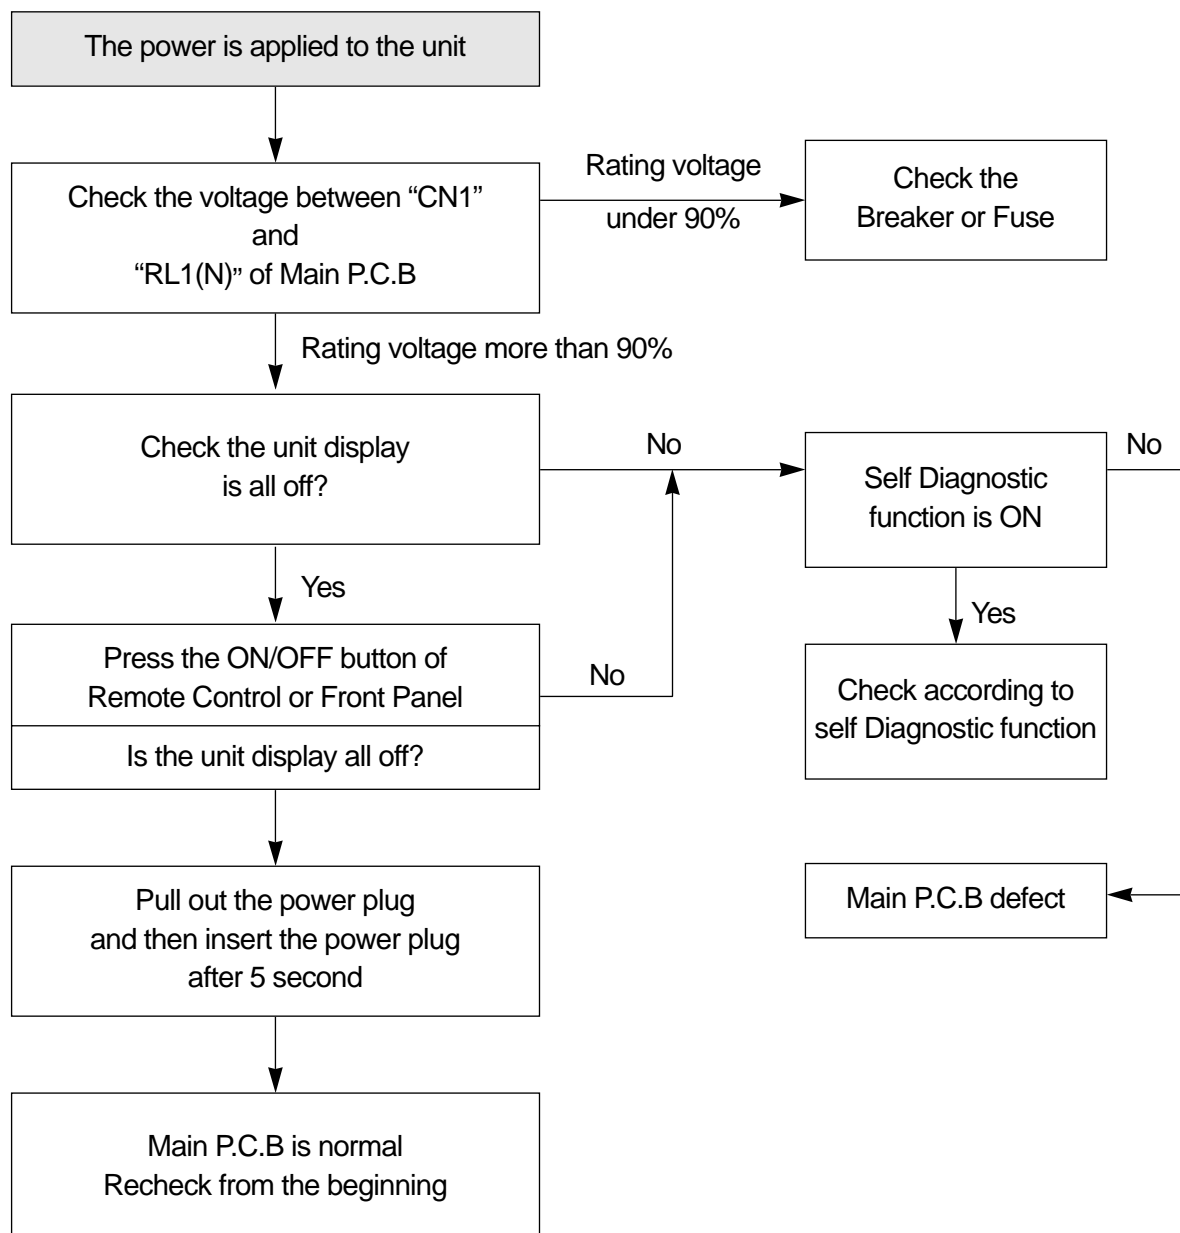 The power is applied to the unit
Check the voltage between “CN1”
and
“RL1(N)” of Main P.C.B
Rating voltage
under 90%
Check the
Breaker or Fuse
Rating voltage more than 90%
Check the unit display
is all off?
No
Self Diagnostic
function is ON
No
Yes
Yes
Press the ON/OFF button of
Remote Control or Front Panel
No
Is the unit display all off?
Check according to
self Diagnostic function
Pull out the power plug
and then insert the power plug
after 5 second
Main P.C.B defect
Main P.C.B is normal
Recheck from the beginning